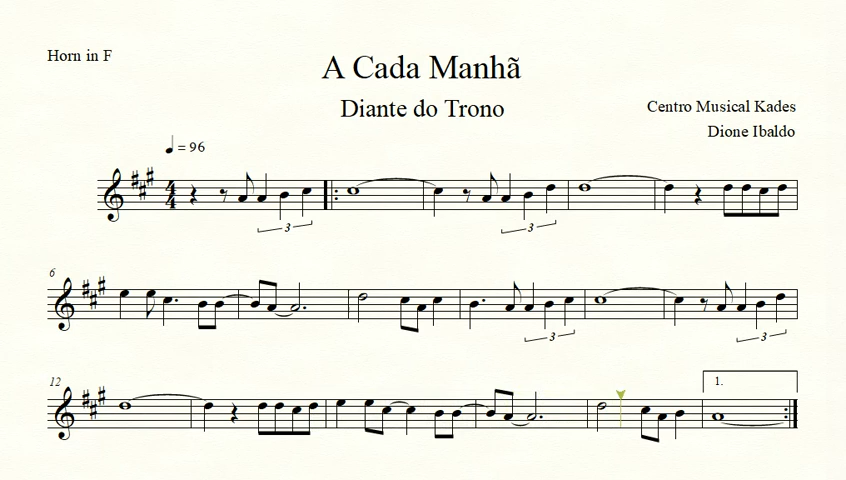 Horn in F
A Cada Manhã
Diante do Trono
Centro Musical Kades
Dione Ibaldo
= 96
4
4
3
3
6
3
3
12
1.